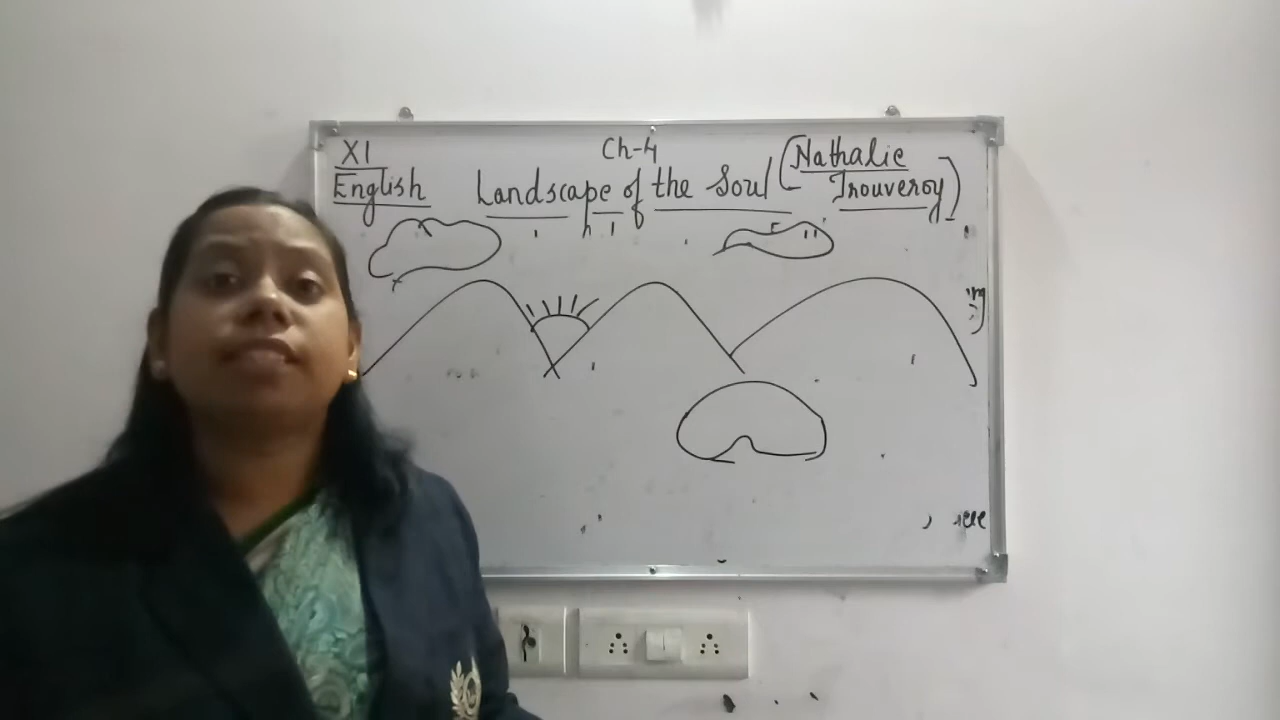 XI
English
Ch-4
Landscape of the Soul (Nathalie
Trouveroy)